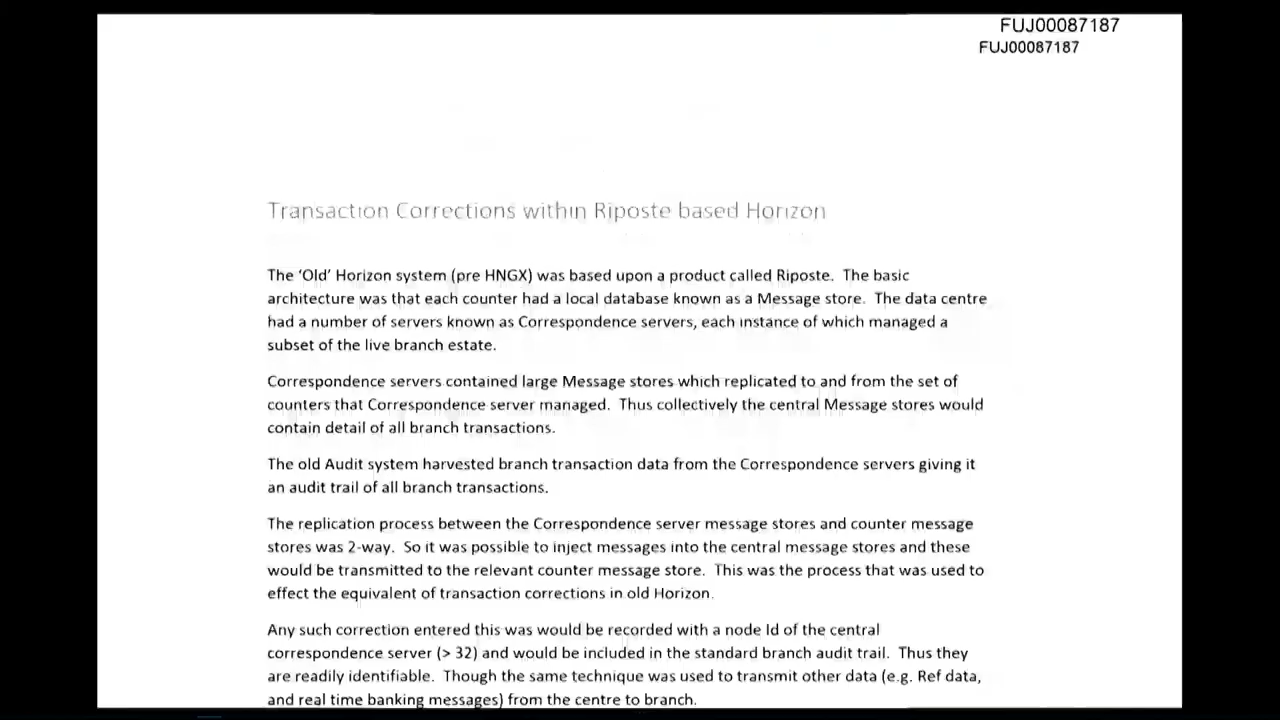 FUJ00087187
FUJ00087187
Transaction Corrections within Riposte based Horizon
The ‘Old’ Horizon system (pre HNGX) was based upon a product called Riposte. The basic
architecture was that each counter had a local database known as a Message store. The data centre
had a number of servers known as Correspondence servers, each instance of which managed a
subset of the live branch estate.
Correspondence servers contained large Message stores which replicated to and from the set of
counters that Correspondence server managed. Thus collectively the central Message stores would
contain detail of all branch transactions.
The old Audit system harvested branch transaction data from the Correspondence servers giving it
an audit trail of all branch transactions.
The replication process between the Correspondence server message stores and counter message
stores was 2-way. So it was possible to inject messages into the central message stores and these
would be transmitted to the relevant counter message store. This was the process that was used to
effect the equivalent of transaction corrections in old Horizon.
Any such correction entered this was would be recorded with a node Id of the central
correspondence server (> 32) and would be included in the standard branch audit trail. Thus they
are readily identifiable. Though the same technique was used to transmit other data (e.g. Ref data,
and real time banking messages) from the centre to branch.